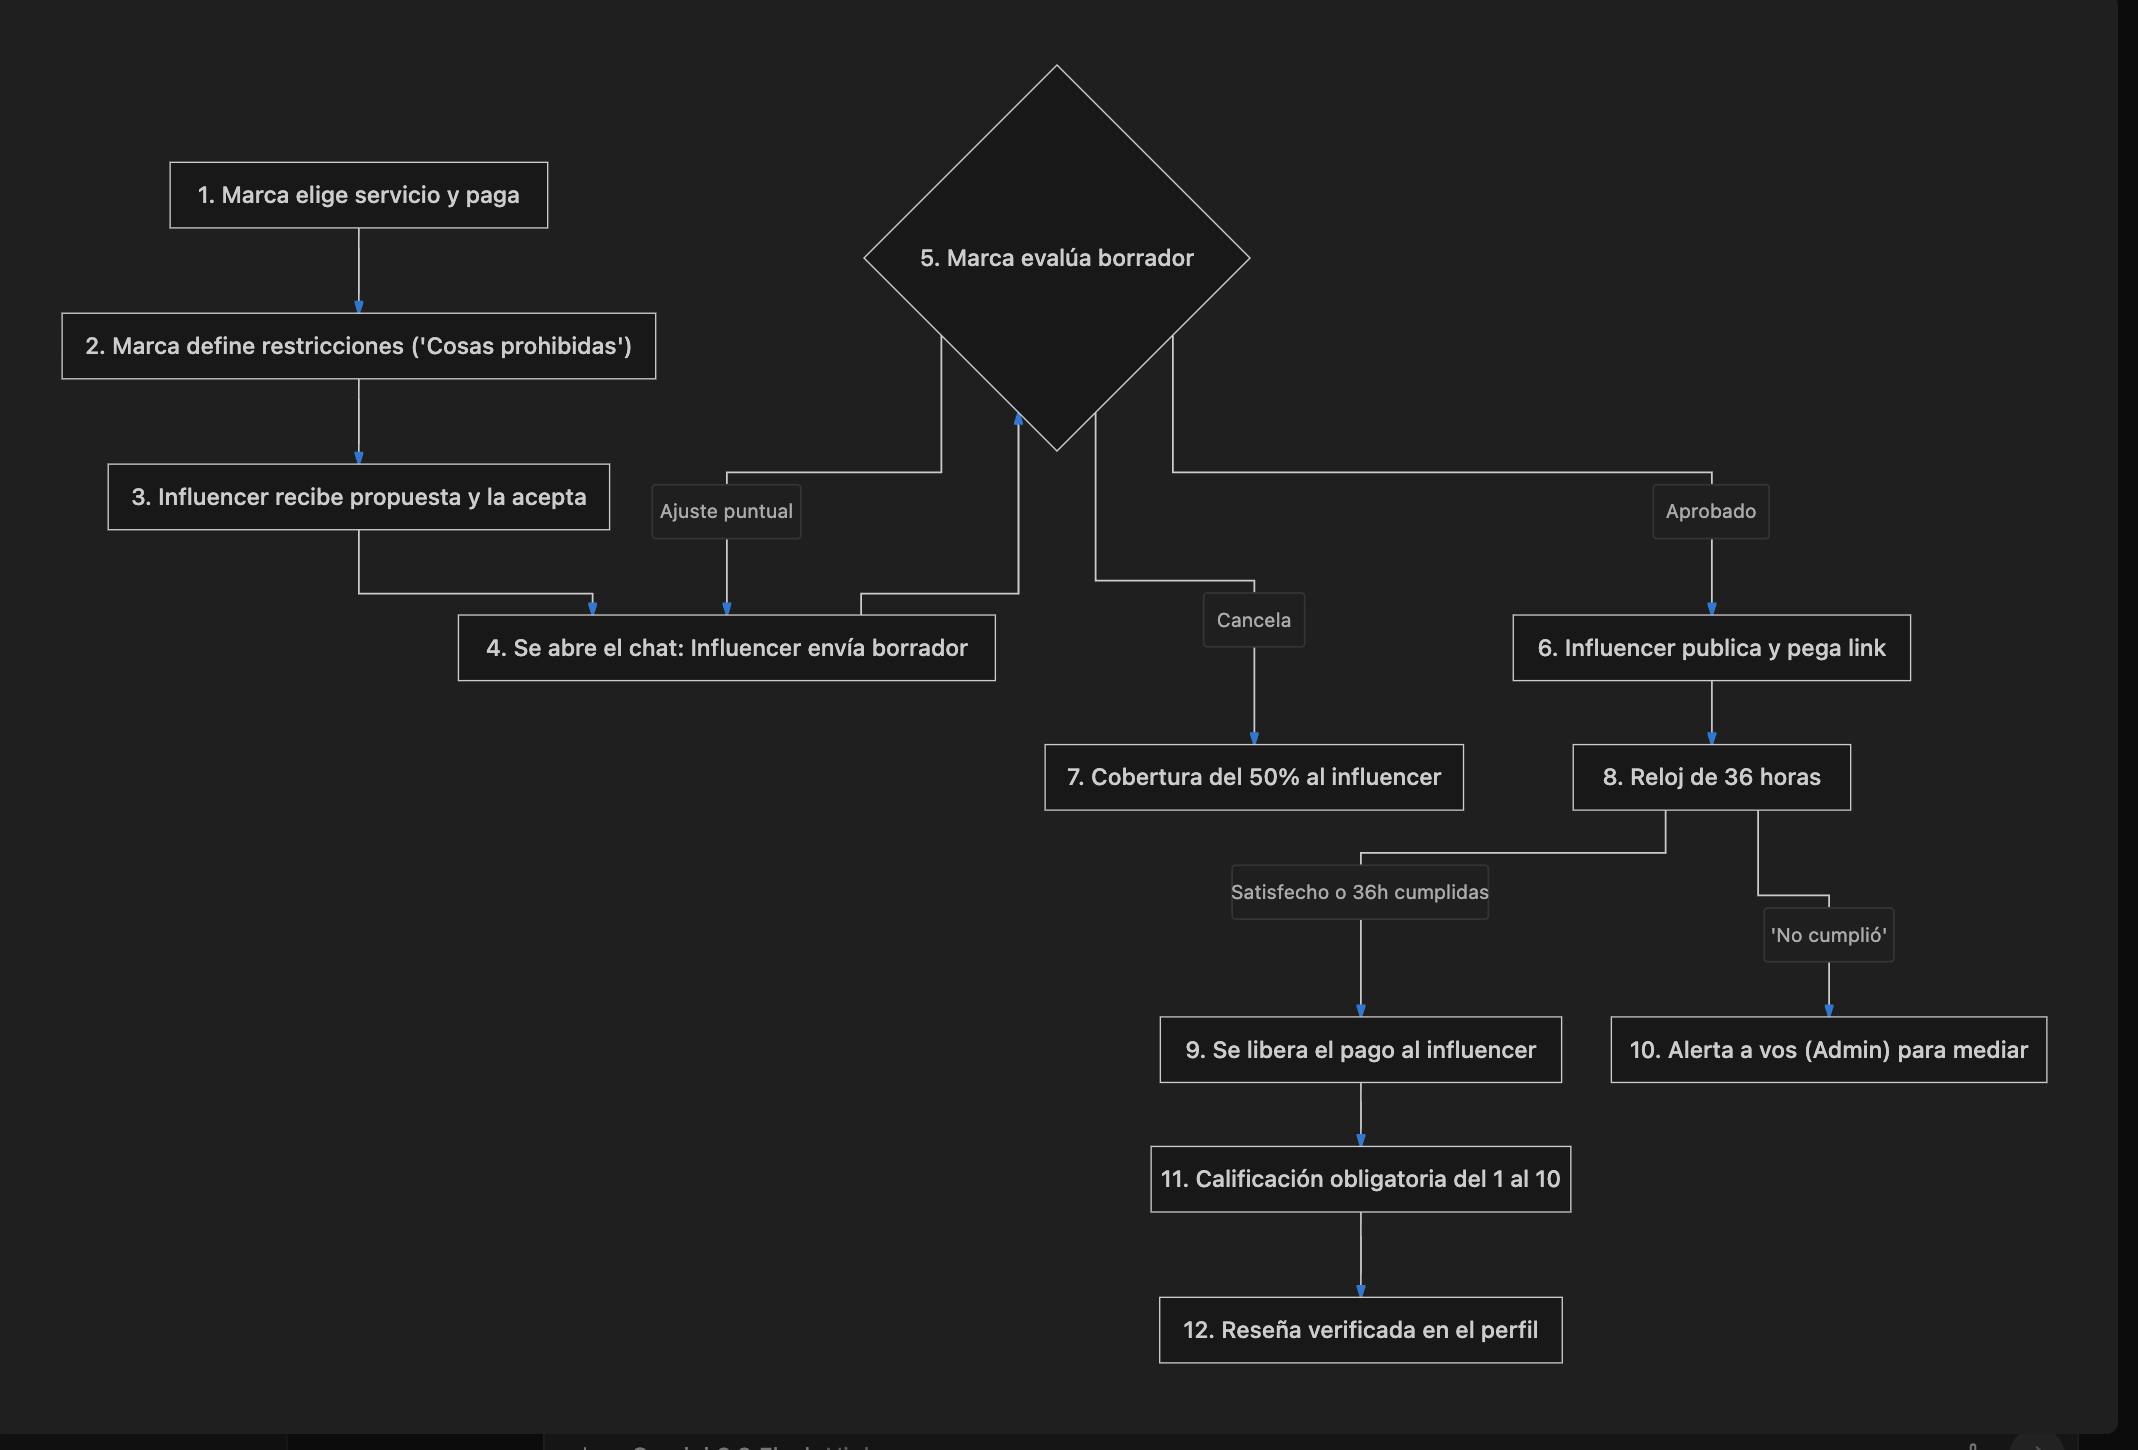 1. Marca elige servicio y paga
2. Marca define restricciones ('Cosas prohibidas')
3. Influencer recibe propuesta y la acepta
Ajuste puntual
4. Se abre el chat: Influencer envía borrador
5. Marca evalúa borrador
Cancela
Aprobado
6. Influencer publica y pega link
7. Cobertura del 50% al influencer
8. Reloj de 36 horas
Satisfecho o 36h cumplidas
'No cumplió'
9. Se libera el pago al influencer
10. Alerta a vos (Admin) para mediar
11. Calificación obligatoria del 1 al 10
12. Reseña verificada en el perfil